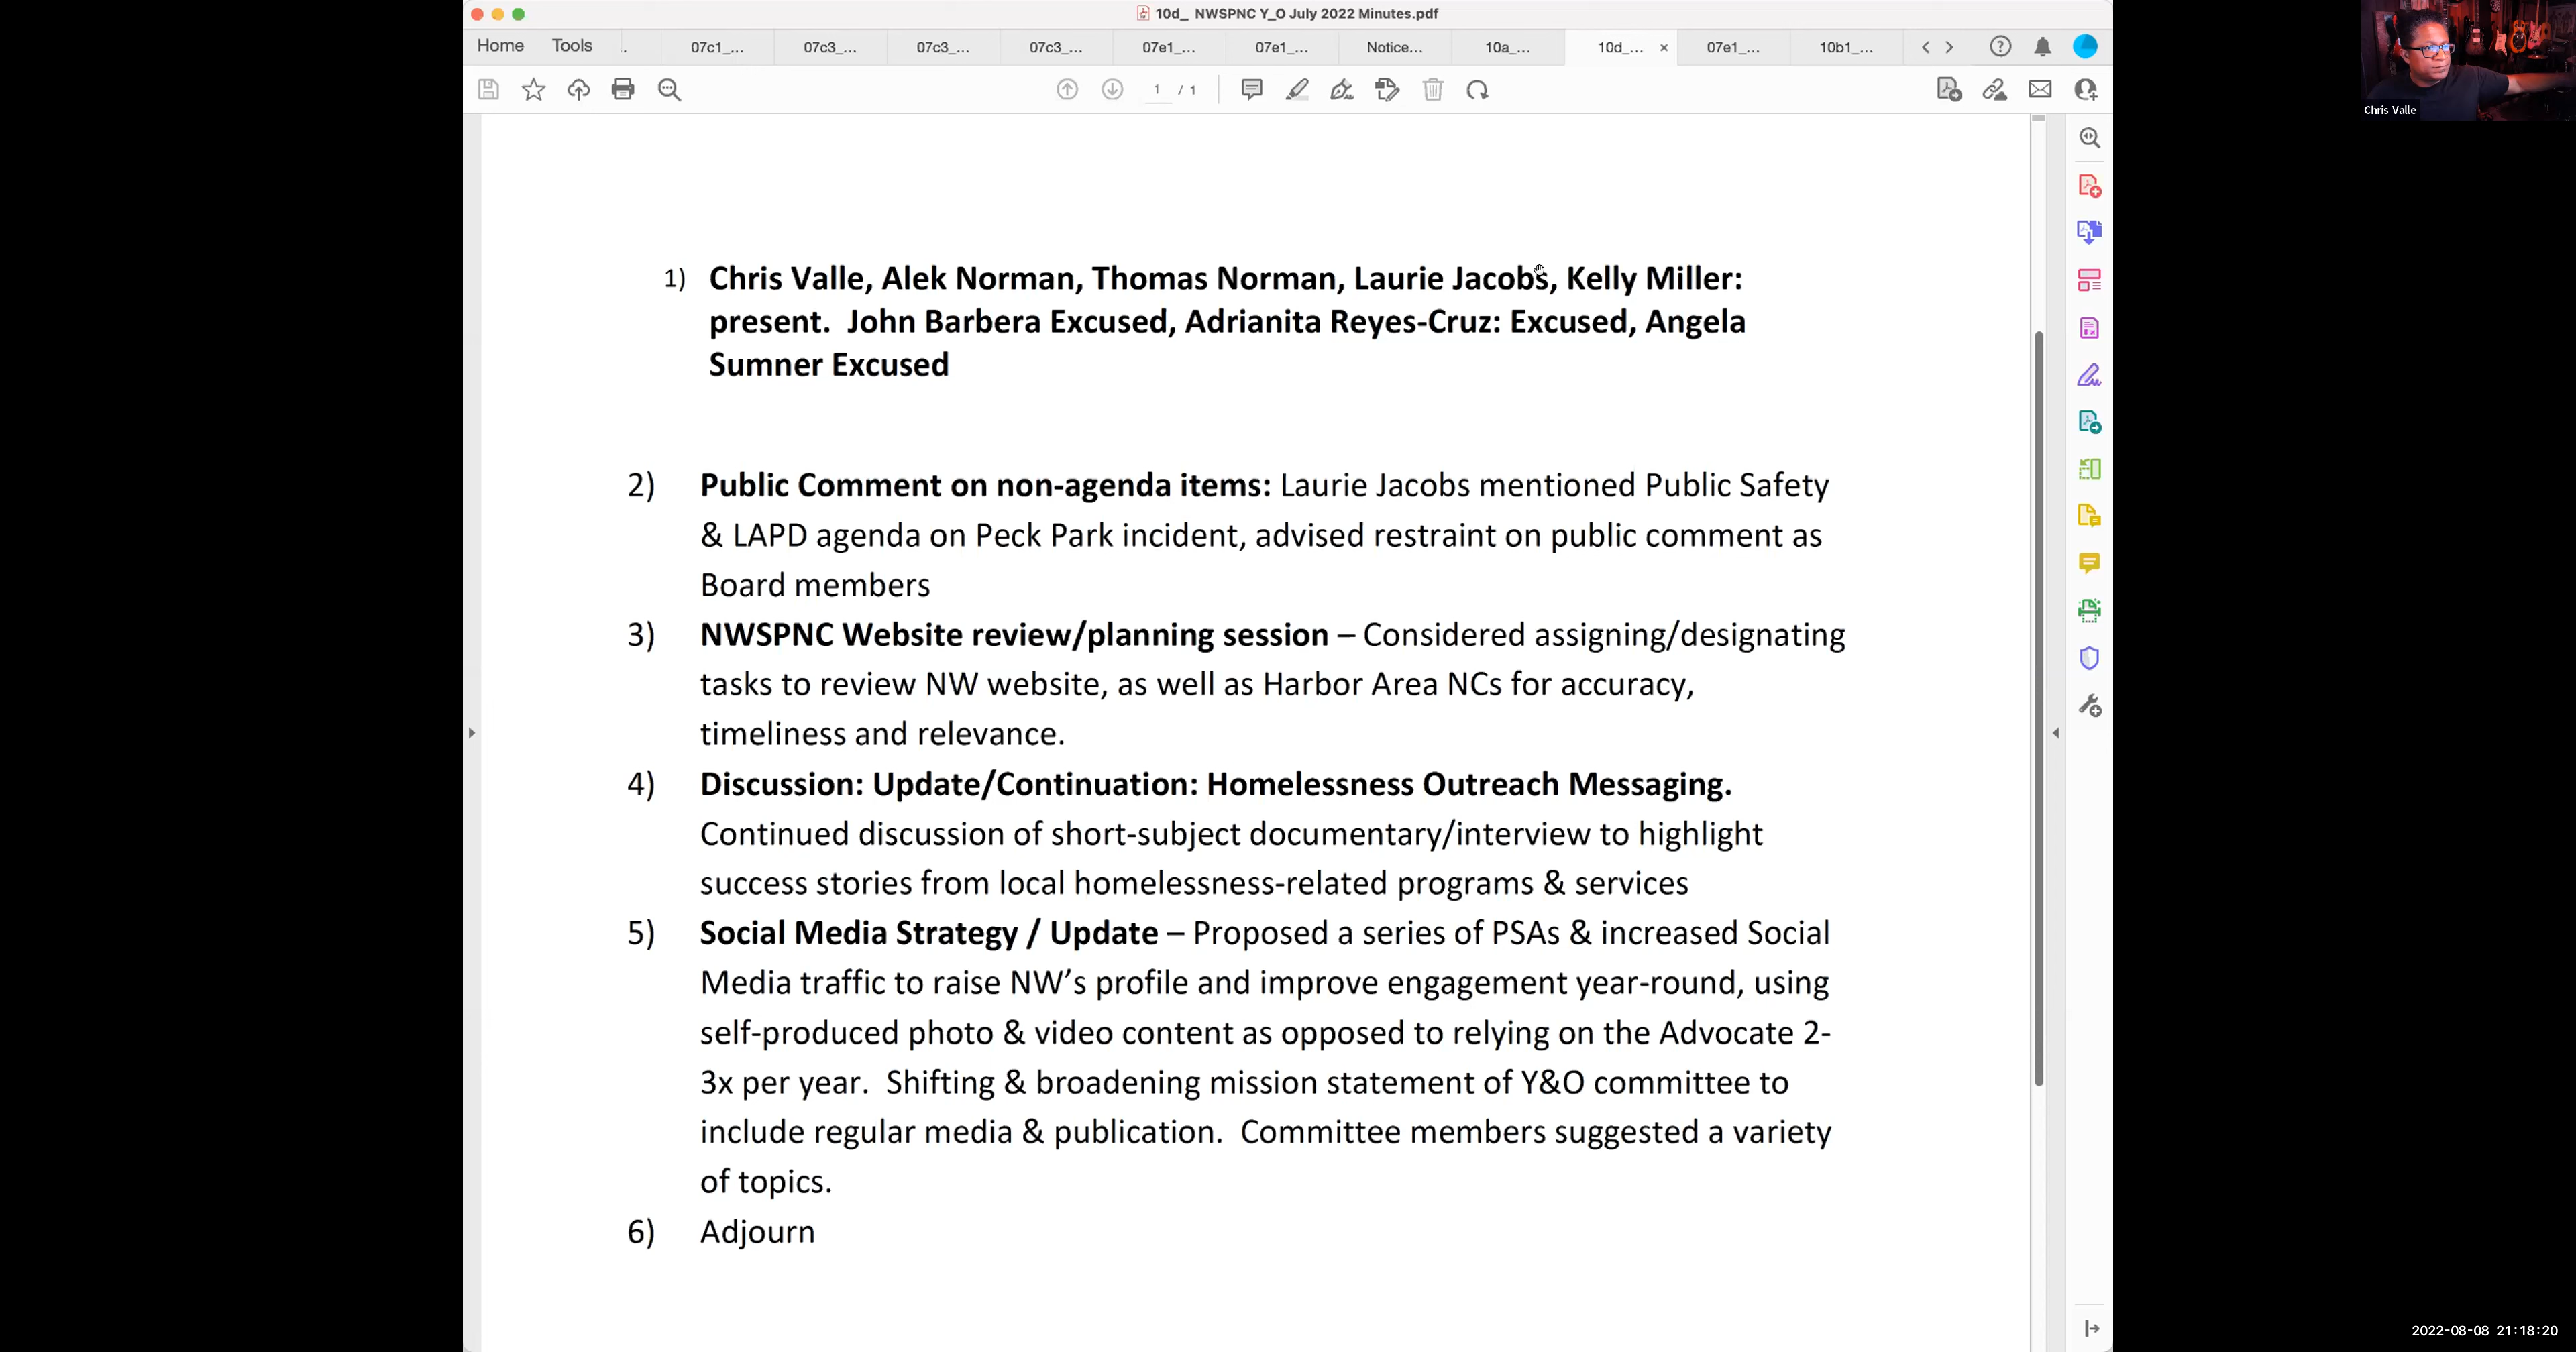 10d_ NWSPNC Y_O July 2022 Minutes.pdf
Home Tools . 07c1_... 07c3_... 07c3_... 07c3_... 07e1_... 07e1_... Notice... 10a_... 10d_... × 07e1_... 10b1_...
1 / 1
Chris Valle
1) Chris Valle, Alek Norman, Thomas Norman, Laurie Jacobs, Kelly Miller:
present. John Barbera Excused, Adrianita Reyes-Cruz: Excused, Angela
Sumner Excused
2) Public Comment on non-agenda items: Laurie Jacobs mentioned Public Safety
& LAPD agenda on Peck Park incident, advised restraint on public comment as
Board members
3) NWSPNC Website review/planning session – Considered assigning/designating
tasks to review NW website, as well as Harbor Area NCs for accuracy,
timeliness and relevance.
4) Discussion: Update/Continuation: Homelessness Outreach Messaging.
Continued discussion of short-subject documentary/interview to highlight
success stories from local homelessness-related programs & services
5) Social Media Strategy / Update – Proposed a series of PSAs & increased Social
Media traffic to raise NW’s profile and improve engagement year-round, using
self-produced photo & video content as opposed to relying on the Advocate 2-
3x per year. Shifting & broadening mission statement of Y&O committee to
include regular media & publication. Committee members suggested a variety
of topics.
6) Adjourn
2022-08-08 21:18:20